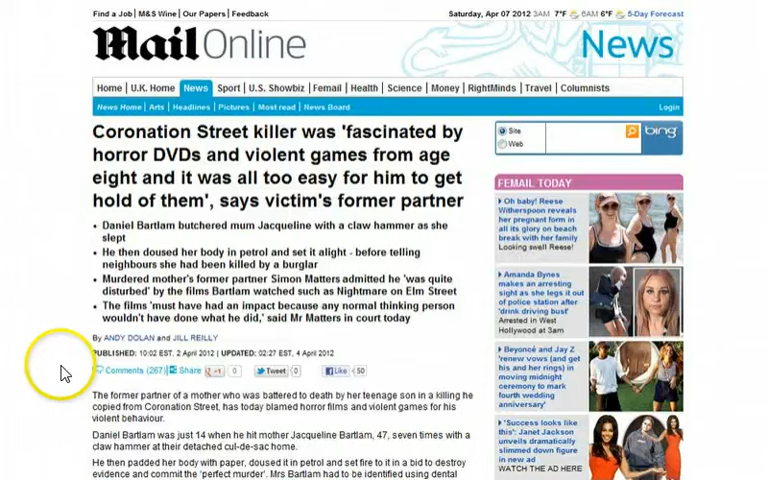 Find a Job | M&S Wine | Our Papers | Feedback
Saturday, Apr 07 2012 3AM 7°F 6AM 6°F 5-Day Forecast
Mail Online
News
Home U.K. Home News Sport U.S. Showbiz Femail Health Science Money RightMinds Travel Columnists
News Home Arts Headlines Pictures Most read News Board Login
Coronation Street killer was 'fascinated by
horror DVDs and violent games from age
eight and it was all too easy for him to get
hold of them', says victim's former partner
• Daniel Bartlam butchered mum Jacqueline with a claw hammer as she
slept
• He then doused her body in petrol and set it alight - before telling
neighbours she had been killed by a burglar
• Murdered mother's former partner Simon Matters admitted he 'was quite
disturbed' by the films Bartlam watched such as Nightmare on Elm Street
• The films 'must have had an impact because any normal thinking person
wouldn't have done what he did,' said Mr Matters in court today
By ANDY DOLAN and JILL REILLY
PUBLISHED: 10:02 EST, 2 April 2012 | UPDATED: 02:27 EST, 4 April 2012
Comments (267) Share +1 0 Tweet 0 Like 50
The former partner of a mother who was battered to death by her teenage son in a killing he
copied from Coronation Street, has today blamed horror films and violent games for his
violent behaviour.
Daniel Bartlam was just 14 when he hit mother Jacqueline Bartlam, 47, seven times with a
claw hammer at their detached cul-de-sac home.
He then padded her body with paper, doused it in petrol and set fire to it in a bid to destroy
evidence and commit the 'perfect murder'. Mrs Bartlam had to be identified using dental
Site
Web
bing
FEMAIL TODAY
Oh baby! Reese
Witherspoon reveals
her pregnant form in
all its glory on beach
break with her family
Looking swell Reese!
Amanda Bynes
makes an arresting
sight as she legs it out
of police station after
'drink driving bust'
Arrested in West
Hollywood at 3am
Beyoncé and Jay Z
'renew vows (and get
his and her rings) in
moving midnight
ceremony to mark
fourth wedding
anniversary'
'Success looks like
this': Janet Jackson
unveils dramatically
slimmed down figure
in new ad
WATCH THE AD HERE